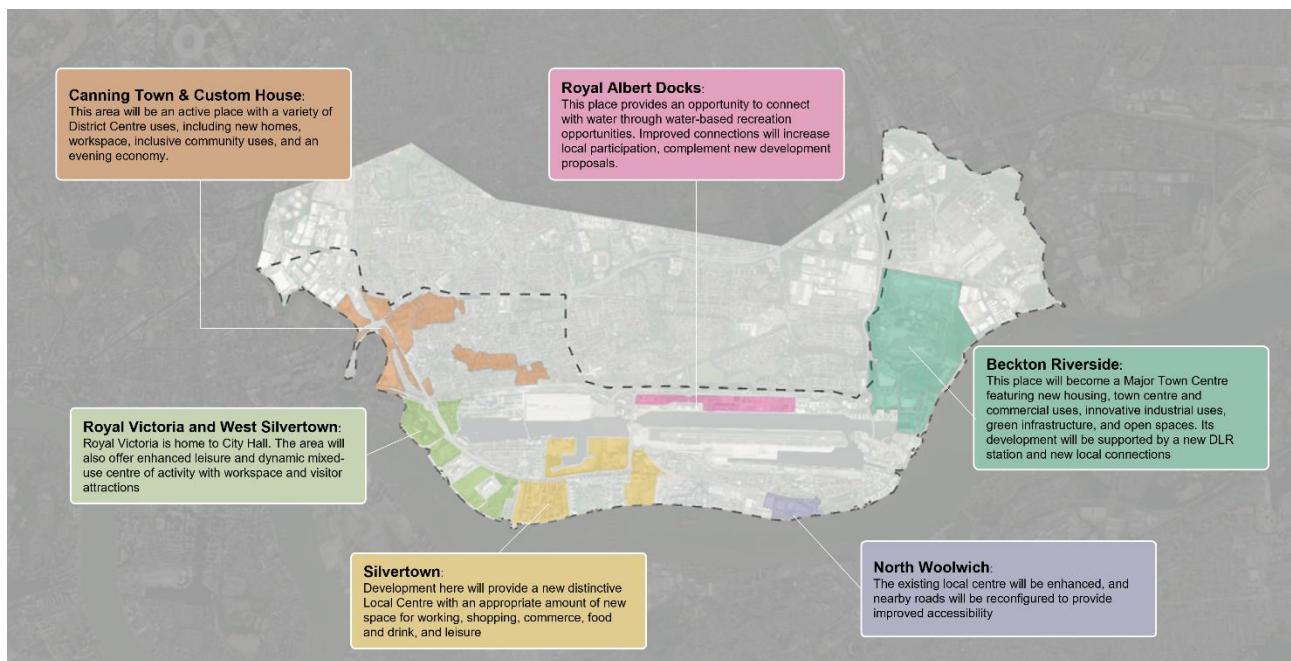 Canning Town & Custom House:
This area will be an active place with a variety of
District Centre uses, including new homes,
workspace, inclusive community uses, and an
evening economy.
Royal Albert Docks:
This place provides an opportunity to connect
with water through water-based recreation
opportunities. Improved connections will increase
local participation, complement new development
proposals.
Beckton Riverside:
This place will become a Major Town Centre
featuring new housing, town centre and
commercial uses, innovative industrial uses,
green infrastructure, and open spaces. Its
development will be supported by a new DLR
station and new local connections
Royal Victoria and West Silvertown:
Royal Victoria is home to City Hall. The area will
also offer enhanced leisure and dynamic mixed-
use centre of activity with workspace and visitor
attractions
Silvertown:
Development here will provide a new distinctive
Local Centre with an appropriate amount of new
space for working, shopping, commerce, food
and drink, and leisure
North Woolwich:
The existing local centre will be enhanced, and
nearby roads will be reconfigured to provide
improved accessibility